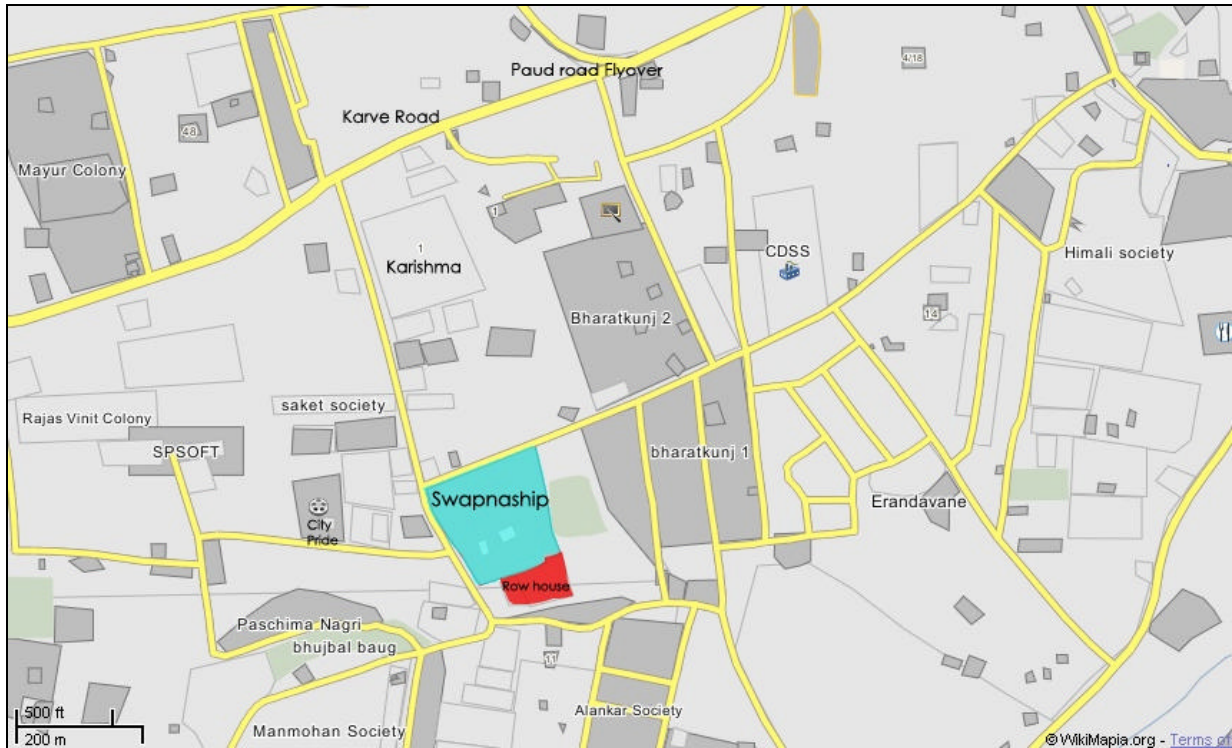 Paud road Flyover
4/18
Karve Road
48
Mayur Colony
1
1
Karishma
CDSS
Himali society
Bharatkunj 2
14
saket society
Rajas Vinit Colony
SPSOFT
bharatkunj 1
Swapnaship
Erandavane
City
Pride
Row house
Paschima Nagri
bhujbal baug
11
Alankar Society
Manmohan Society
500 ft
200 m
© WikiMapia.org - Terms of